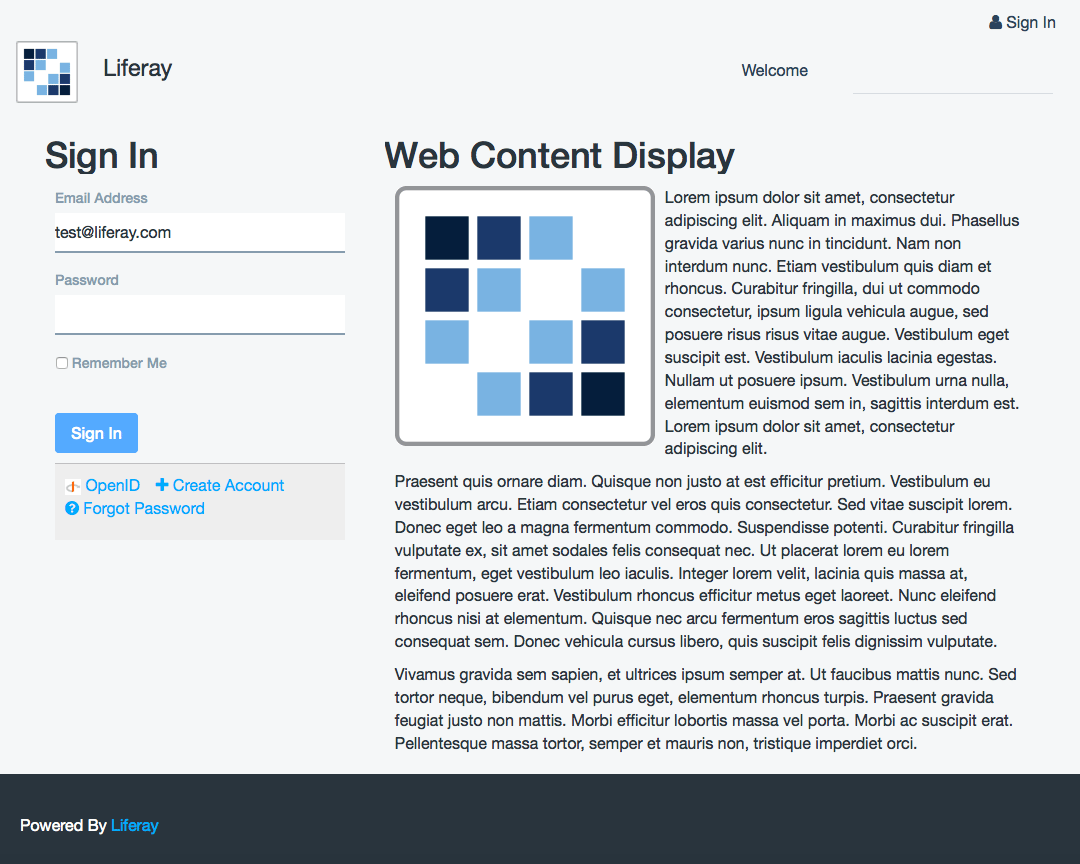 Sign In
Liferay
Welcome
Sign In
Email Address
test@liferay.com
Password
Remember Me
Sign In
OpenID Create Account
Forgot Password
Web Content Display
Lorem ipsum dolor sit amet, consectetur
adipiscing elit. Aliquam in maximus dui. Phasellus
gravida varius nunc in tincidunt. Nam non
interdum nunc. Etiam vestibulum quis diam et
rhoncus. Curabitur fringilla, dui ut commodo
consectetur, ipsum ligula vehicula augue, sed
posuere risus risus vitae augue. Vestibulum eget
suscipit est. Vestibulum iaculis lacinia egestas.
Nullam ut posuere ipsum. Vestibulum urna nulla,
elementum euismod sem in, sagittis interdum est.
Lorem ipsum dolor sit amet, consectetur
adipiscing elit.
Praesent quis ornare diam. Quisque non justo at est efficitur pretium. Vestibulum eu
vestibulum arcu. Etiam consectetur vel eros quis consectetur. Sed vitae suscipit lorem.
Donec eget leo a magna fermentum commodo. Suspendisse potenti. Curabitur fringilla
vulputate ex, sit amet sodales felis consequat nec. Ut placerat lorem eu lorem
fermentum, eget vestibulum leo iaculis. Integer lorem velit, lacinia quis massa at,
eleifend posuere erat. Vestibulum rhoncus efficitur metus eget laoreet. Nunc eleifend
rhoncus nisi at elementum. Quisque nec arcu fermentum eros sagittis luctus sed
consequat sem. Donec vehicula cursus libero, quis suscipit felis dignissim vulputate.
Vivamus gravida sem sapien, et ultrices ipsum semper at. Ut faucibus mattis nunc. Sed
tortor neque, bibendum vel purus eget, elementum rhoncus turpis. Praesent gravida
feugiat justo non mattis. Morbi efficitur lobortis massa vel porta. Morbi ac suscipit erat.
Pellentesque massa tortor, semper et mauris non, tristique imperdiet orci.
Powered By Liferay